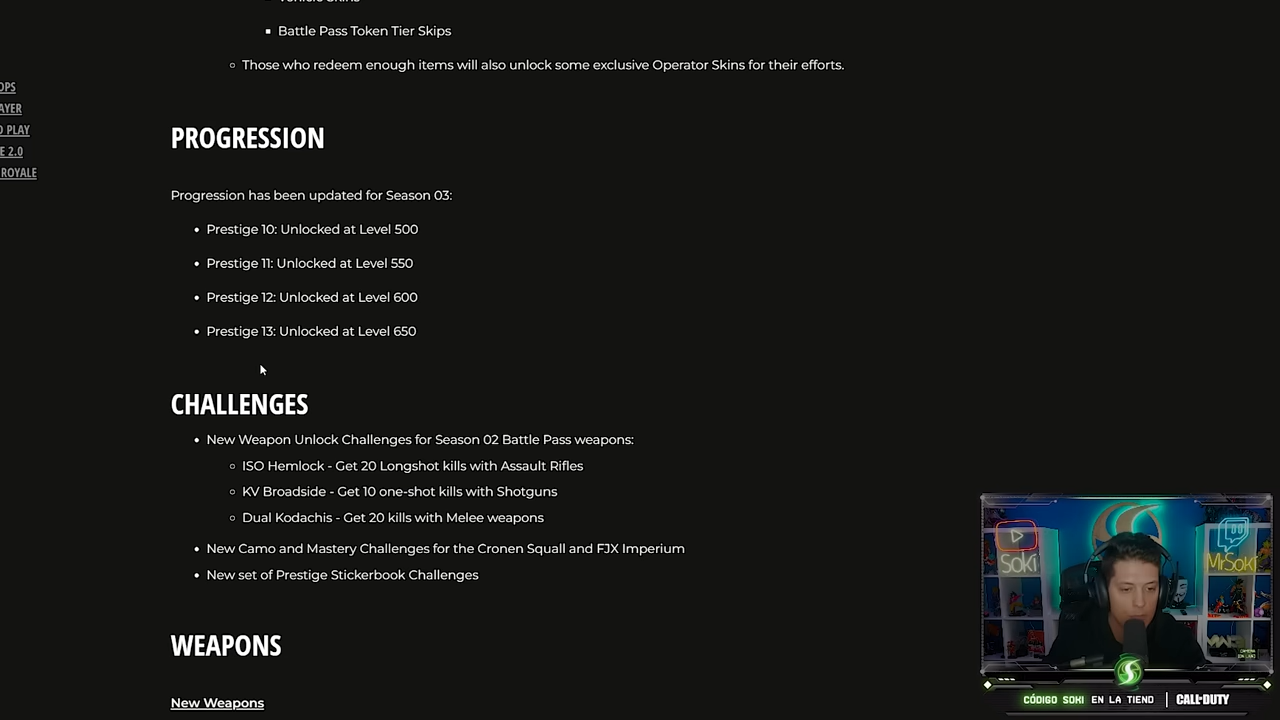 Battle Pass Token Tier Skips
Those who redeem enough items will also unlock some exclusive Operator Skins for their efforts.
OPS
AYER
O PLAY
E 2.0
ROYALE
PROGRESSION
Progression has been updated for Season 03:
Prestige 10: Unlocked at Level 500
Prestige 11: Unlocked at Level 550
Prestige 12: Unlocked at Level 600
Prestige 13: Unlocked at Level 650
CHALLENGES
New Weapon Unlock Challenges for Season 02 Battle Pass weapons:
ISO Hemlock - Get 20 Longshot kills with Assault Rifles
KV Broadside - Get 10 one-shot kills with Shotguns
Dual Kodachis - Get 20 kills with Melee weapons
New Camo and Mastery Challenges for the Cronen Squall and FJX Imperium
New set of Prestige Stickerbook Challenges
WEAPONS
New Weapons
Soki
MrSoki
CÓDIGO SOKI EN LA TIEND | CALL OF DUTY